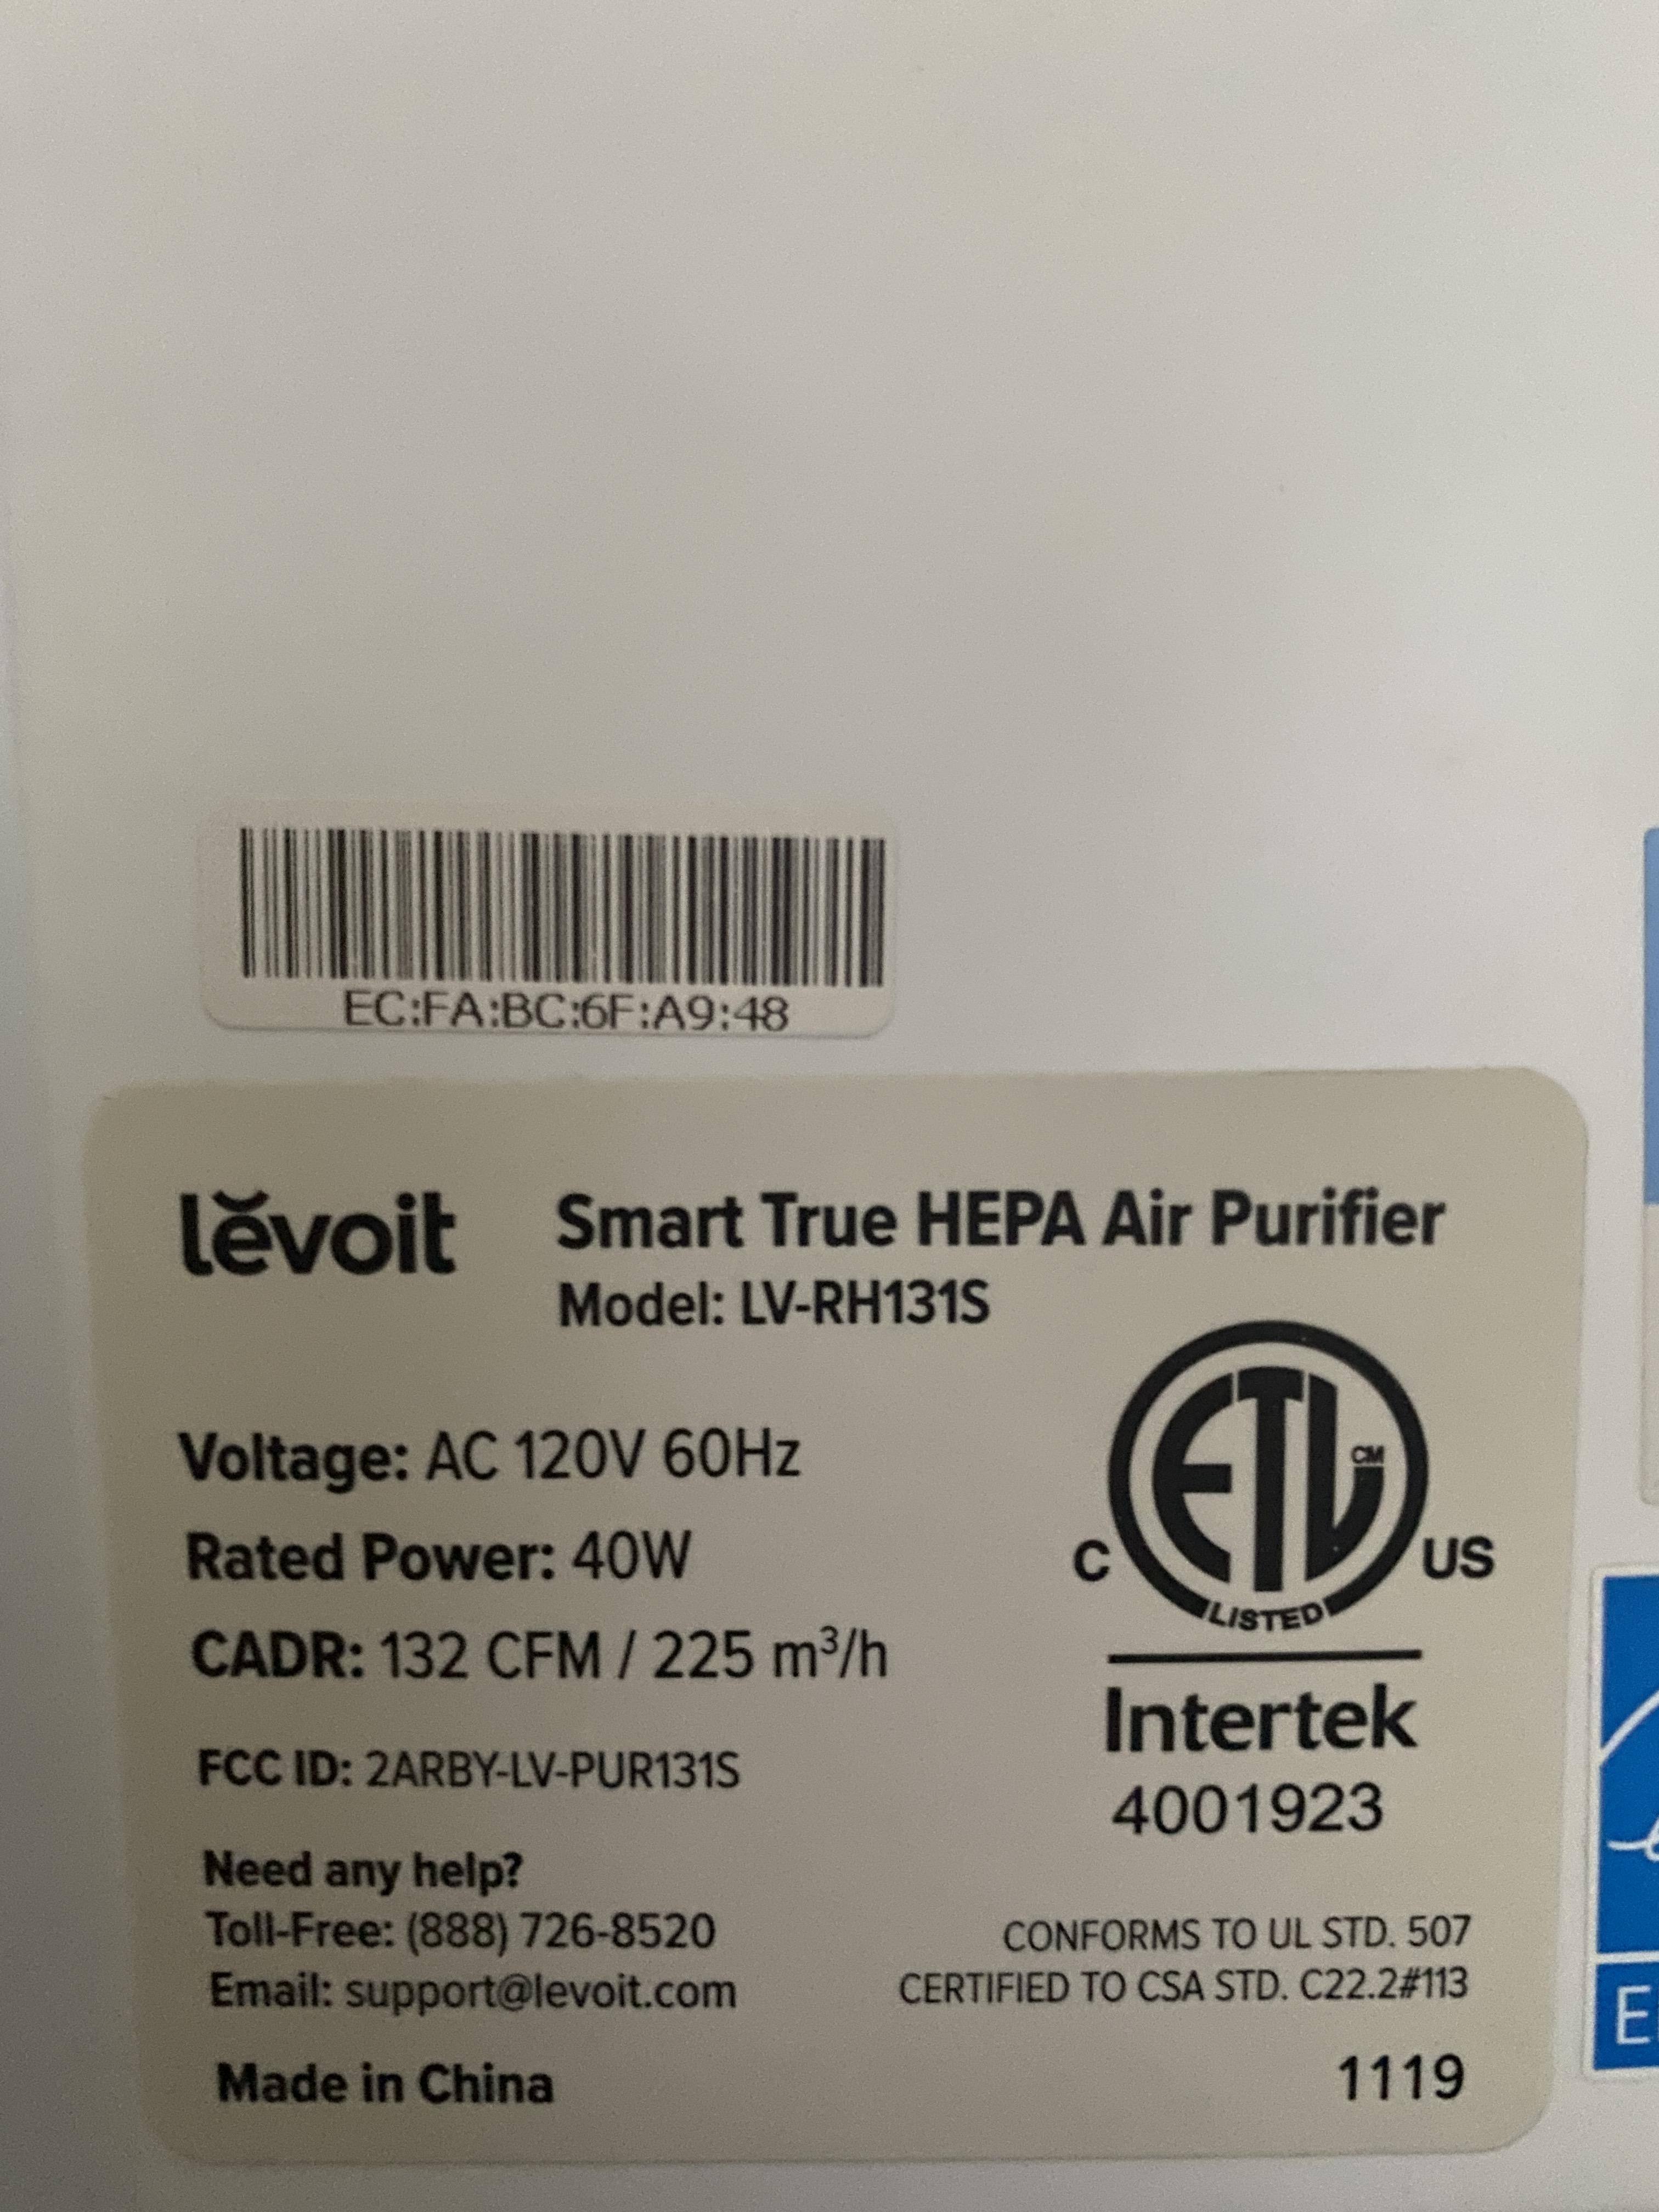 EC:FA:BC:6F:A9:48
lĕvoit
Smart True HEPA Air Purifier
Model: LV-RH131S
Voltage: AC 120V 60Hz
Rated Power: 40W
CADR: 132 CFM / 225 m³/h
FCC ID: 2ARBY-LV-PUR131S
Need any help?
Toll-Free: (888) 726-8520
Email: support@levoit.com
Made in China
ETL CM
C US
LISTED
Intertek
4001923
CONFORMS TO UL STD. 507
CERTIFIED TO CSA STD. C22.2#113
1119